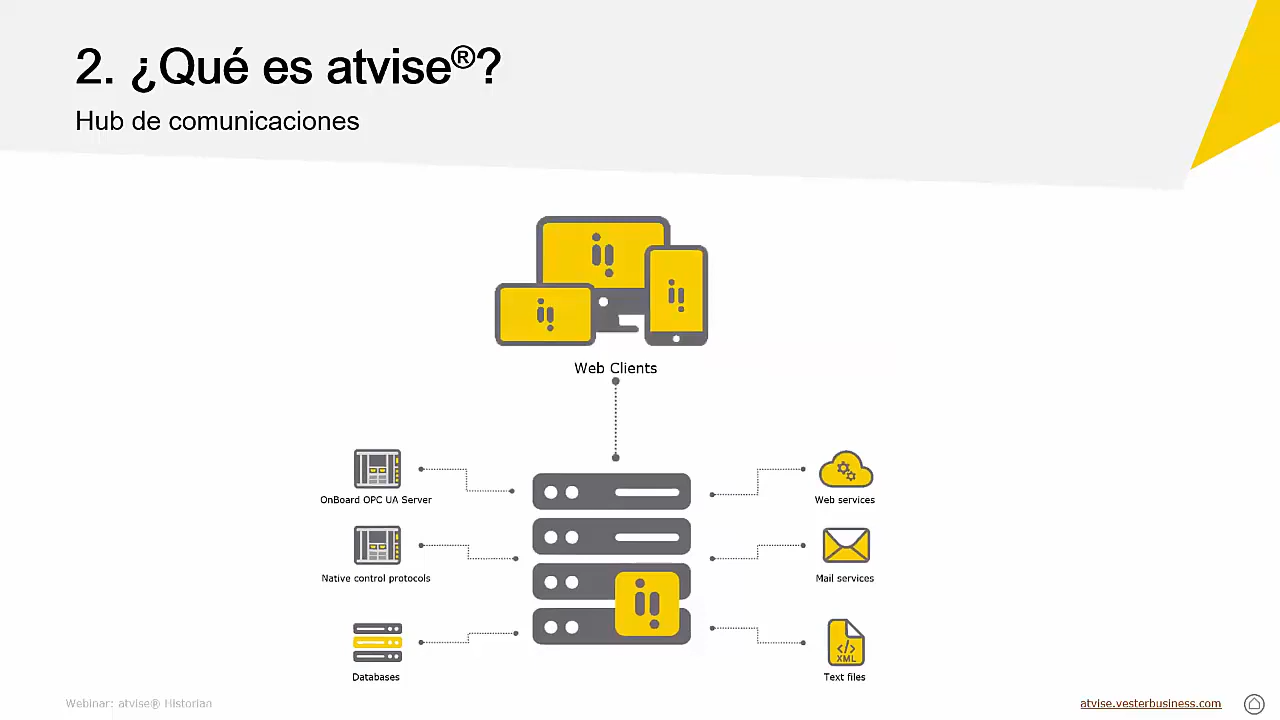 2. ¿Qué es atvise®?
Hub de comunicaciones
Web Clients
OnBoard OPC UA Server
Web services
Native control protocols
Mail services
XML
Databases
Text files
Webinar: atvise® Historian
atvise.vesterbusiness.com